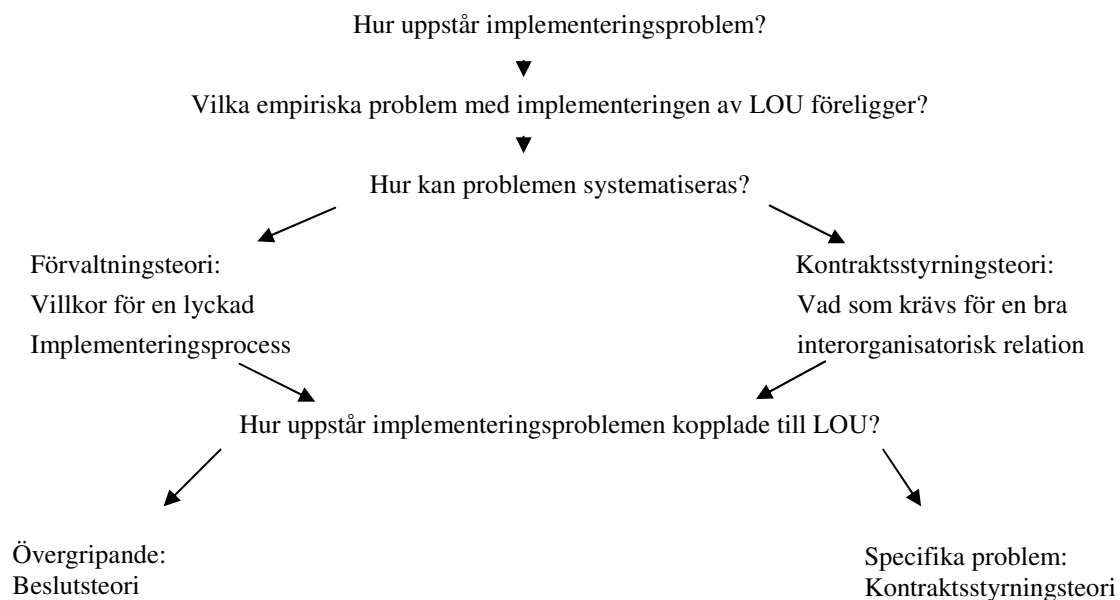 Hur uppstår implementeringsproblem?
Vilka empiriska problem med implementeringen av LOU föreligger?
Hur kan problemen systematiseras?
Förvaltningsteori:
Villkor för en lyckad
Implementeringsprocess
Kontraktsstyrningsteori:
Vad som krävs för en bra
interorganisatorisk relation
Hur uppstår implementeringsproblemen kopplade till LOU?
Övergripande:
Beslutsteori
Specifika problem:
Kontraktsstyrningsteori